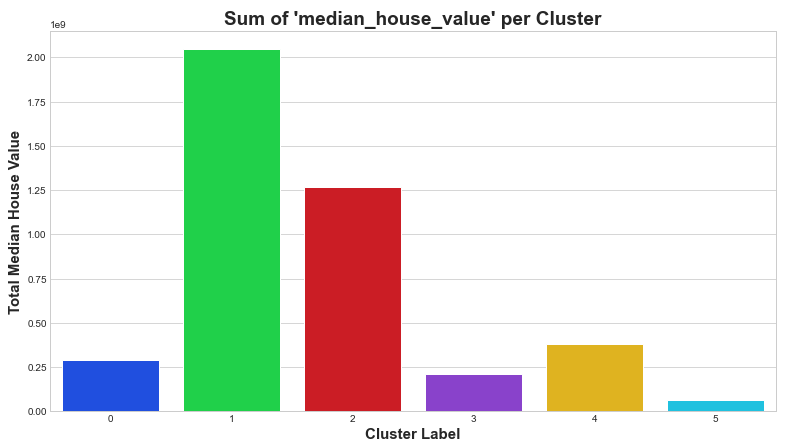 Sum of 'median_house_value' per Cluster
1e9
2.00
1.75
1.50
1.25
1.00
0.75
0.50
0.25
0.00
Total Median House Value
0 1 2 3 4 5
Cluster Label